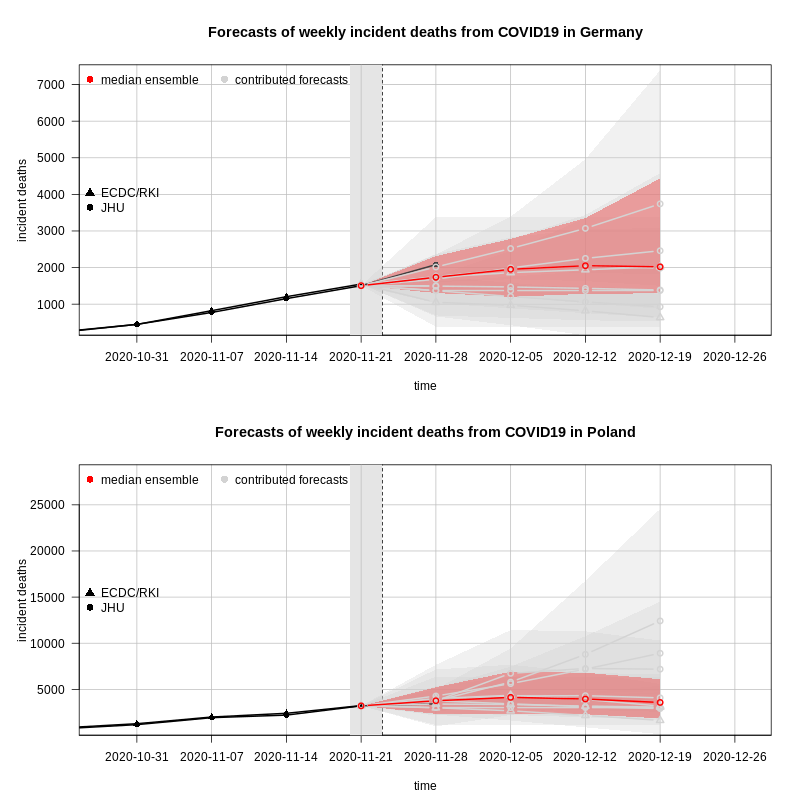 Forecasts of weekly incident deaths from COVID19 in Germany
median ensemble contributed forecasts
7000
6000
5000
4000
3000
2000
1000
incident deaths
ECDC/RKI
JHU
2020-10-31 2020-11-07 2020-11-14 2020-11-21 2020-11-28 2020-12-05 2020-12-12 2020-12-19 2020-12-26
time
Forecasts of weekly incident deaths from COVID19 in Poland
median ensemble contributed forecasts
25000
20000
15000
10000
5000
incident deaths
ECDC/RKI
JHU
2020-10-31 2020-11-07 2020-11-14 2020-11-21 2020-11-28 2020-12-05 2020-12-12 2020-12-19 2020-12-26
time